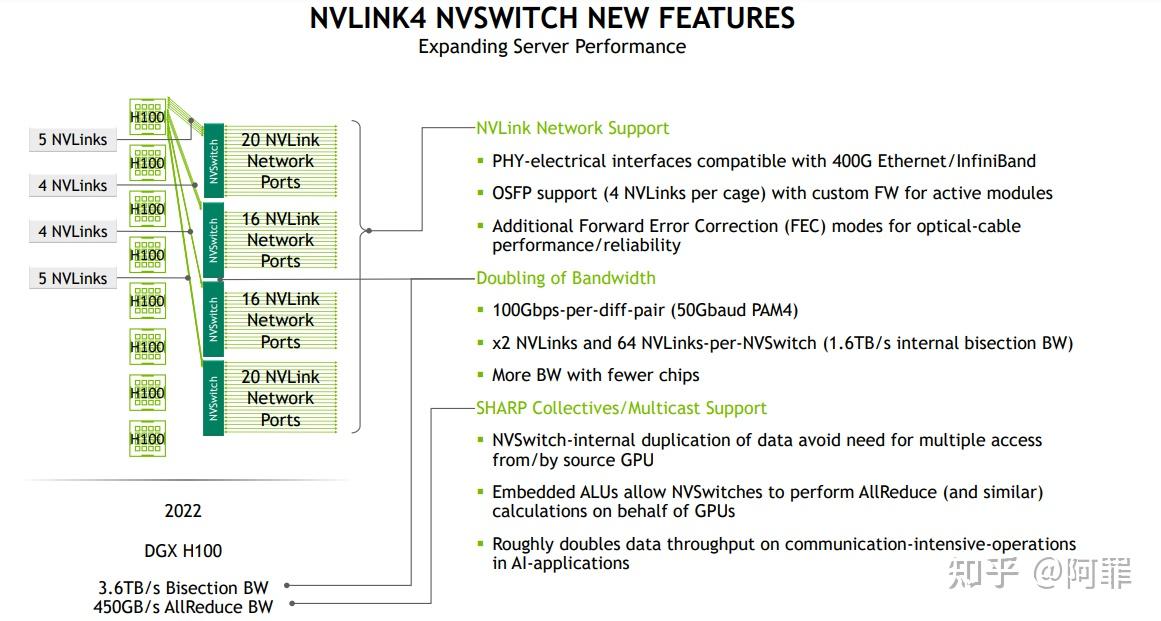 NVLINK4 NVSWITCH NEW FEATURES
Expanding Server Performance
5 NVLinks
4 NVLinks
4 NVLinks
5 NVLinks
H100
H100
H100
H100
H100
H100
H100
H100
NVSwitch
NVSwitch
NVSwitch
NVSwitch
20 NVLink
Network
Ports
16 NVLink
Network
Ports
16 NVLink
Network
Ports
20 NVLink
Network
Ports
2022
DGX H100
3.6TB/s Bisection BW
450GB/s AllReduce BW
NVLink Network Support
PHY-electrical interfaces compatible with 400G Ethernet/InfiniBand
OSFP support (4 NVLinks per cage) with custom FW for active modules
Additional Forward Error Correction (FEC) modes for optical-cable
performance/reliability
Doubling of Bandwidth
100Gbps-per-diff-pair (50Gbaud PAM4)
x2 NVLinks and 64 NVLinks-per-NVSwitch (1.6TB/s internal bisection BW)
More BW with fewer chips
SHARP Collectives/Multicast Support
NVSwitch-internal duplication of data avoid need for multiple access
from/by source GPU
Embedded ALUs allow NVSwitches to perform AllReduce (and similar)
calculations on behalf of GPUs
Roughly doubles data throughput on communication-intensive-operations
in AI-applications
知乎 @阿罪